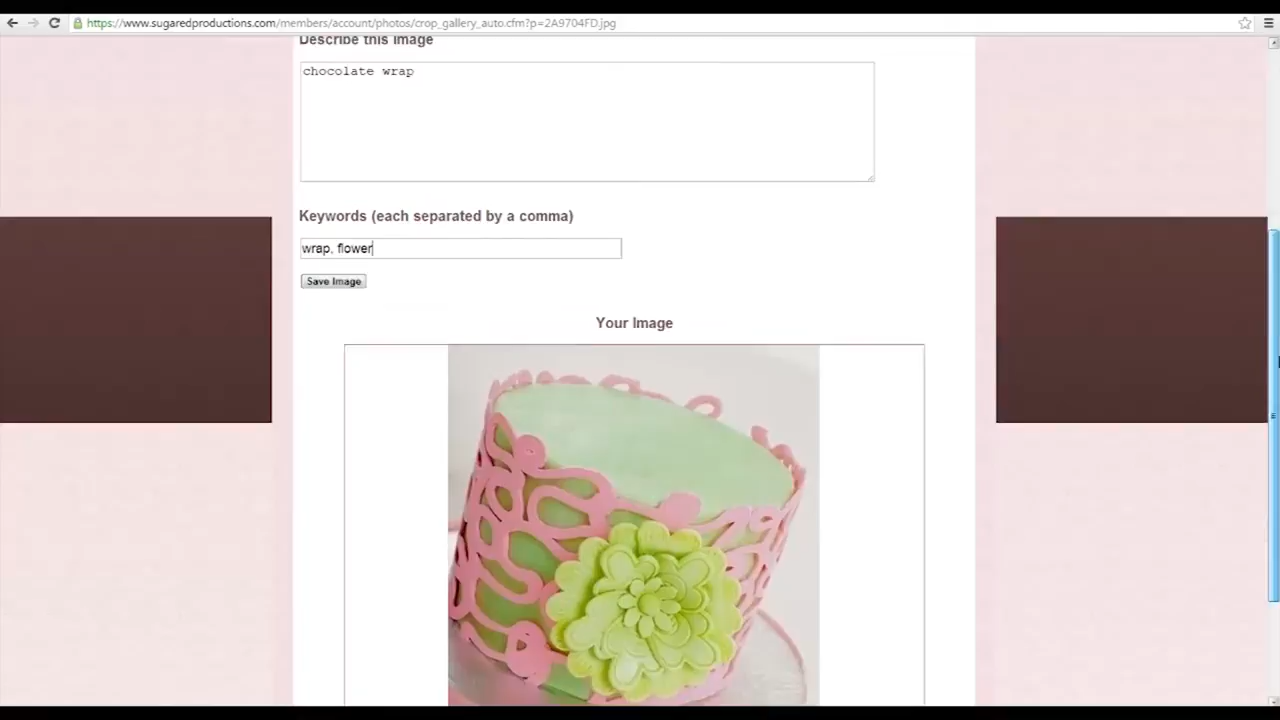 https://www.sugaredproductions.com/members/account/photos/crop_gallery_auto.cfm?p=2A9704FD.jpg
Describe this image
chocolate wrap
Keywords (each separated by a comma)
wrap, flower
Save Image
Your Image